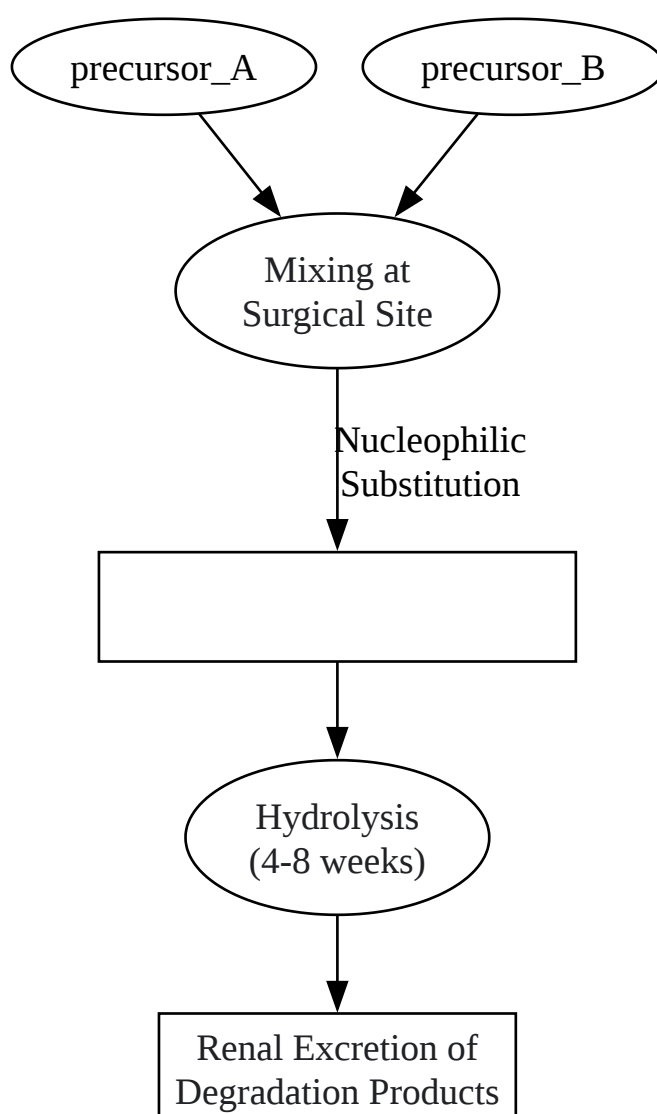 precursor_A
precursor_B
Mixing at
Surgical Site
Nucleophilic
Substitution
Hydrolysis
(4-8 weeks)
Renal Excretion of
Degradation Products